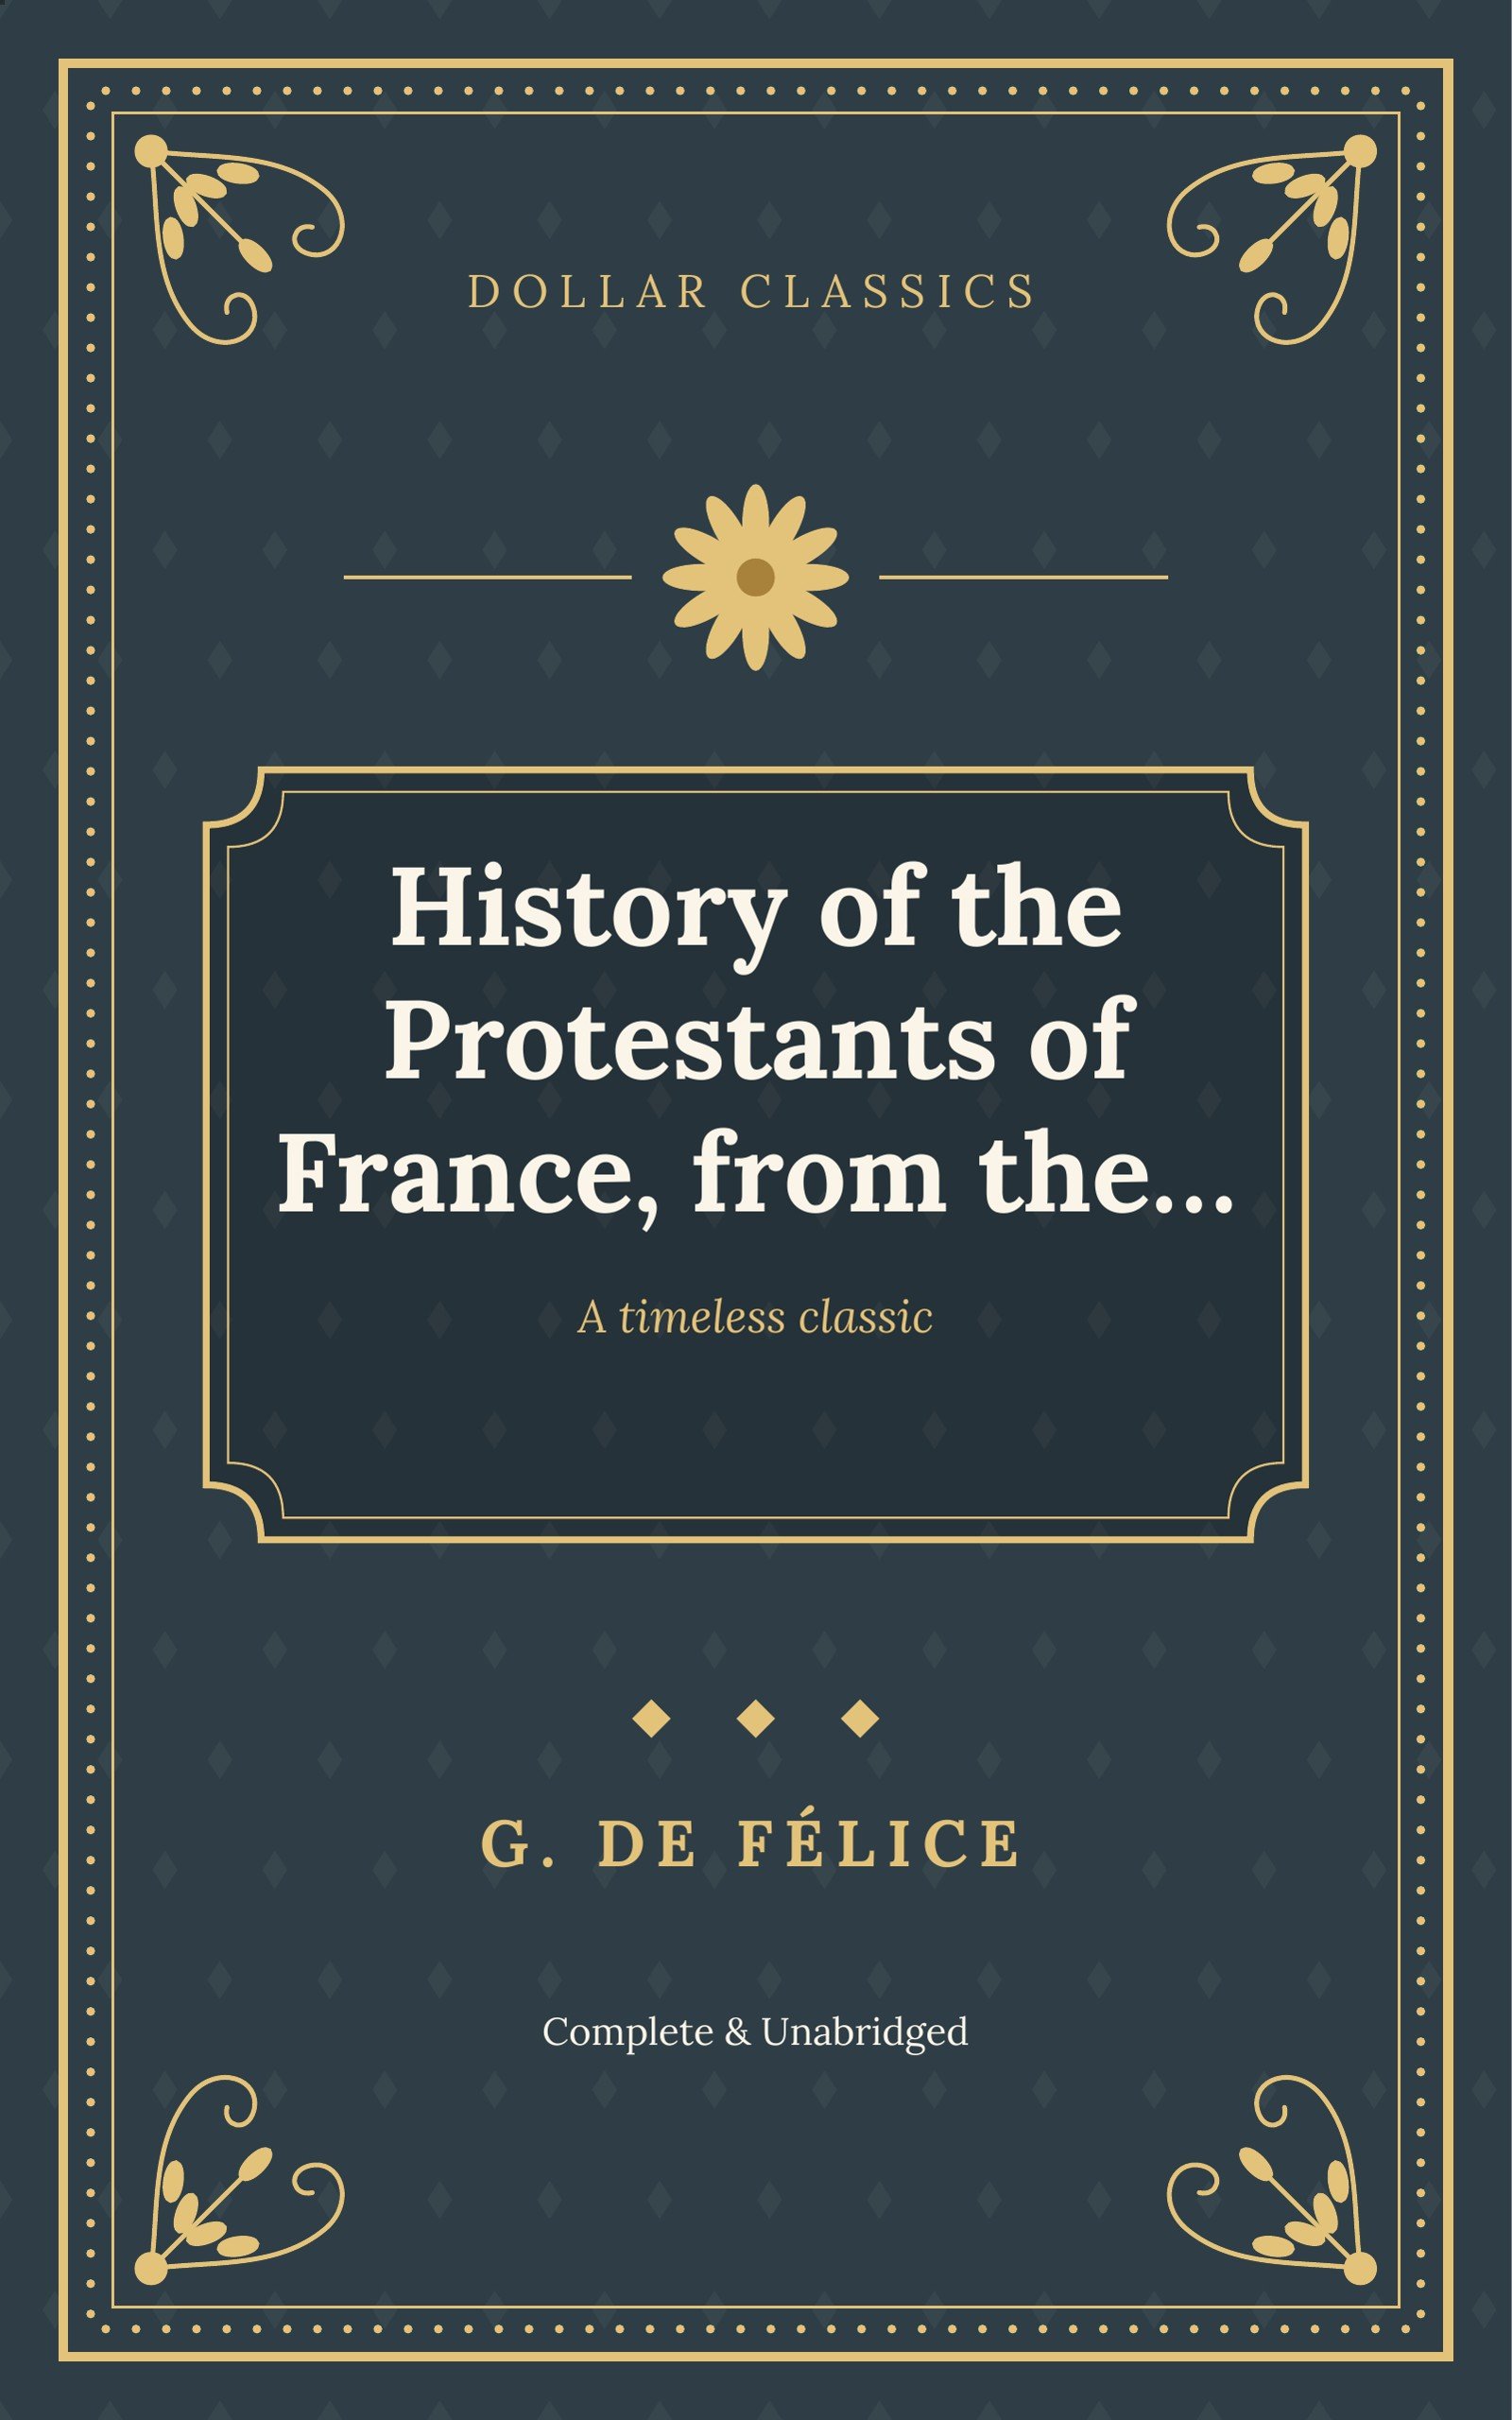 DOLLAR CLASSICS
History of the
Protestants of
France, from the...
A timeless classic
G. DE FÉLICE
Complete & Unabridged